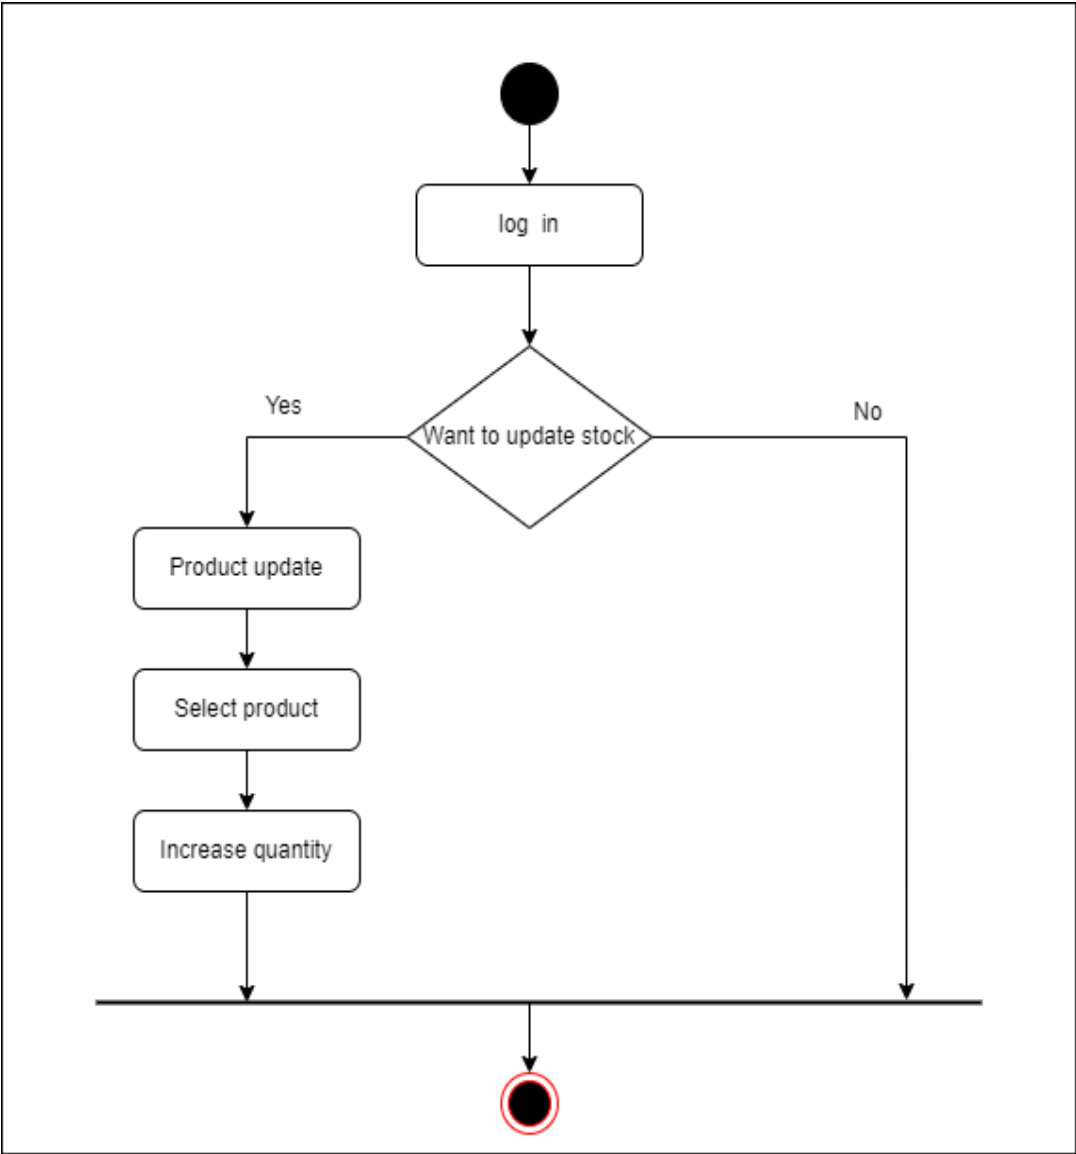 log in
Yes
No
Want to update stock
Product update
Select product
Increase quantity